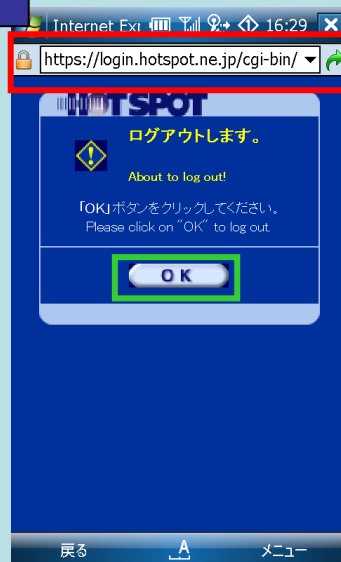 Internet Ex 16:29
https://login.hotspot.ne.jp/cgi-bin/
HOTSPOT
ログアウトします。
About to log out!
「OK」ボタンをクリックしてください。
Please click on "OK" to log out.
OK
戻る A メニュー